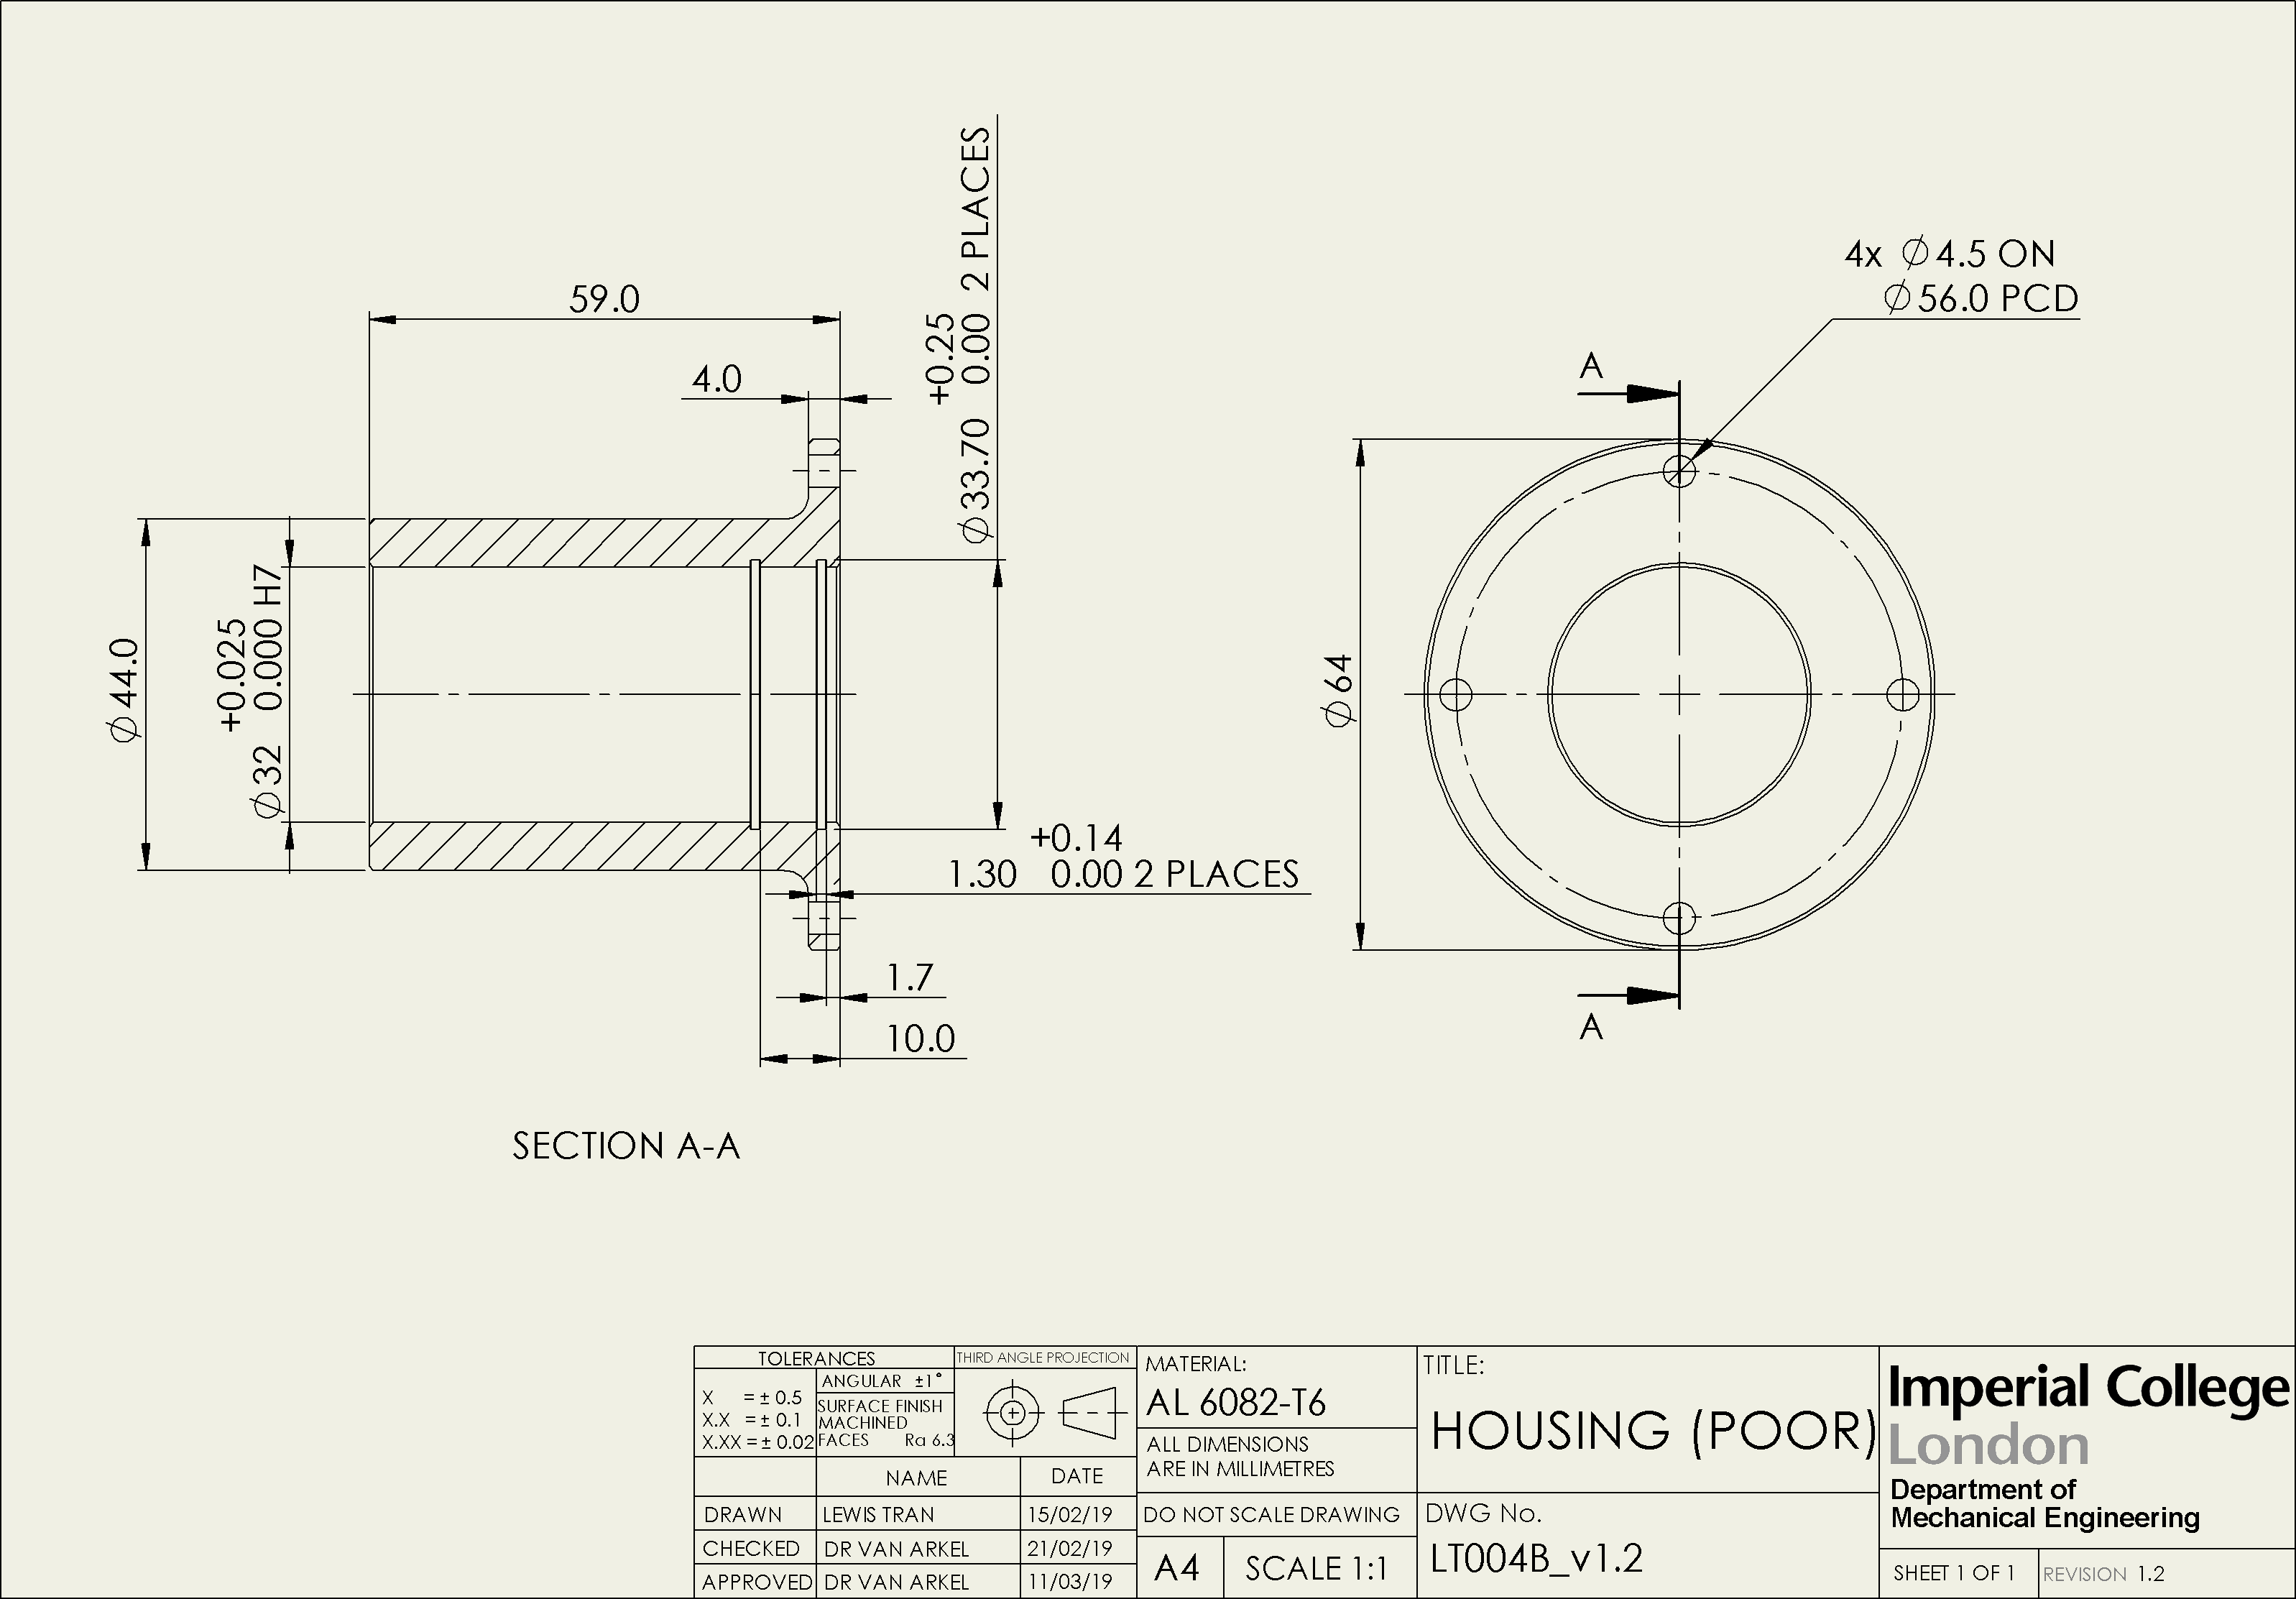 59.0
4.0
⌀44.0
+0.025
⌀32 0.000 H7
+0.25
⌀33.70 0.00 2 PLACES
+0.14
1.30 0.00 2 PLACES
1.7
10.0
SECTION A-A
4x ⌀4.5 ON
⌀56.0 PCD
A
⌀64
A
TOLERANCES
X = ± 0.5
X.X = ± 0.1
X.XX = ± 0.02
ANGULAR ±1°
SURFACE FINISH
MACHINED
FACES Ra 6.3
THIRD ANGLE PROJECTION
NAME DATE
DRAWN LEWIS TRAN 15/02/19
CHECKED DR VAN ARKEL 21/02/19
APPROVED DR VAN ARKEL 11/03/19
MATERIAL:
AL 6082-T6
ALL DIMENSIONS
ARE IN MILLIMETRES
DO NOT SCALE DRAWING
A4 SCALE 1:1
TITLE:
HOUSING (POOR)
DWG No.
LT004B_v1.2
Imperial College
London
Department of
Mechanical Engineering
SHEET 1 OF 1 REVISION 1.2